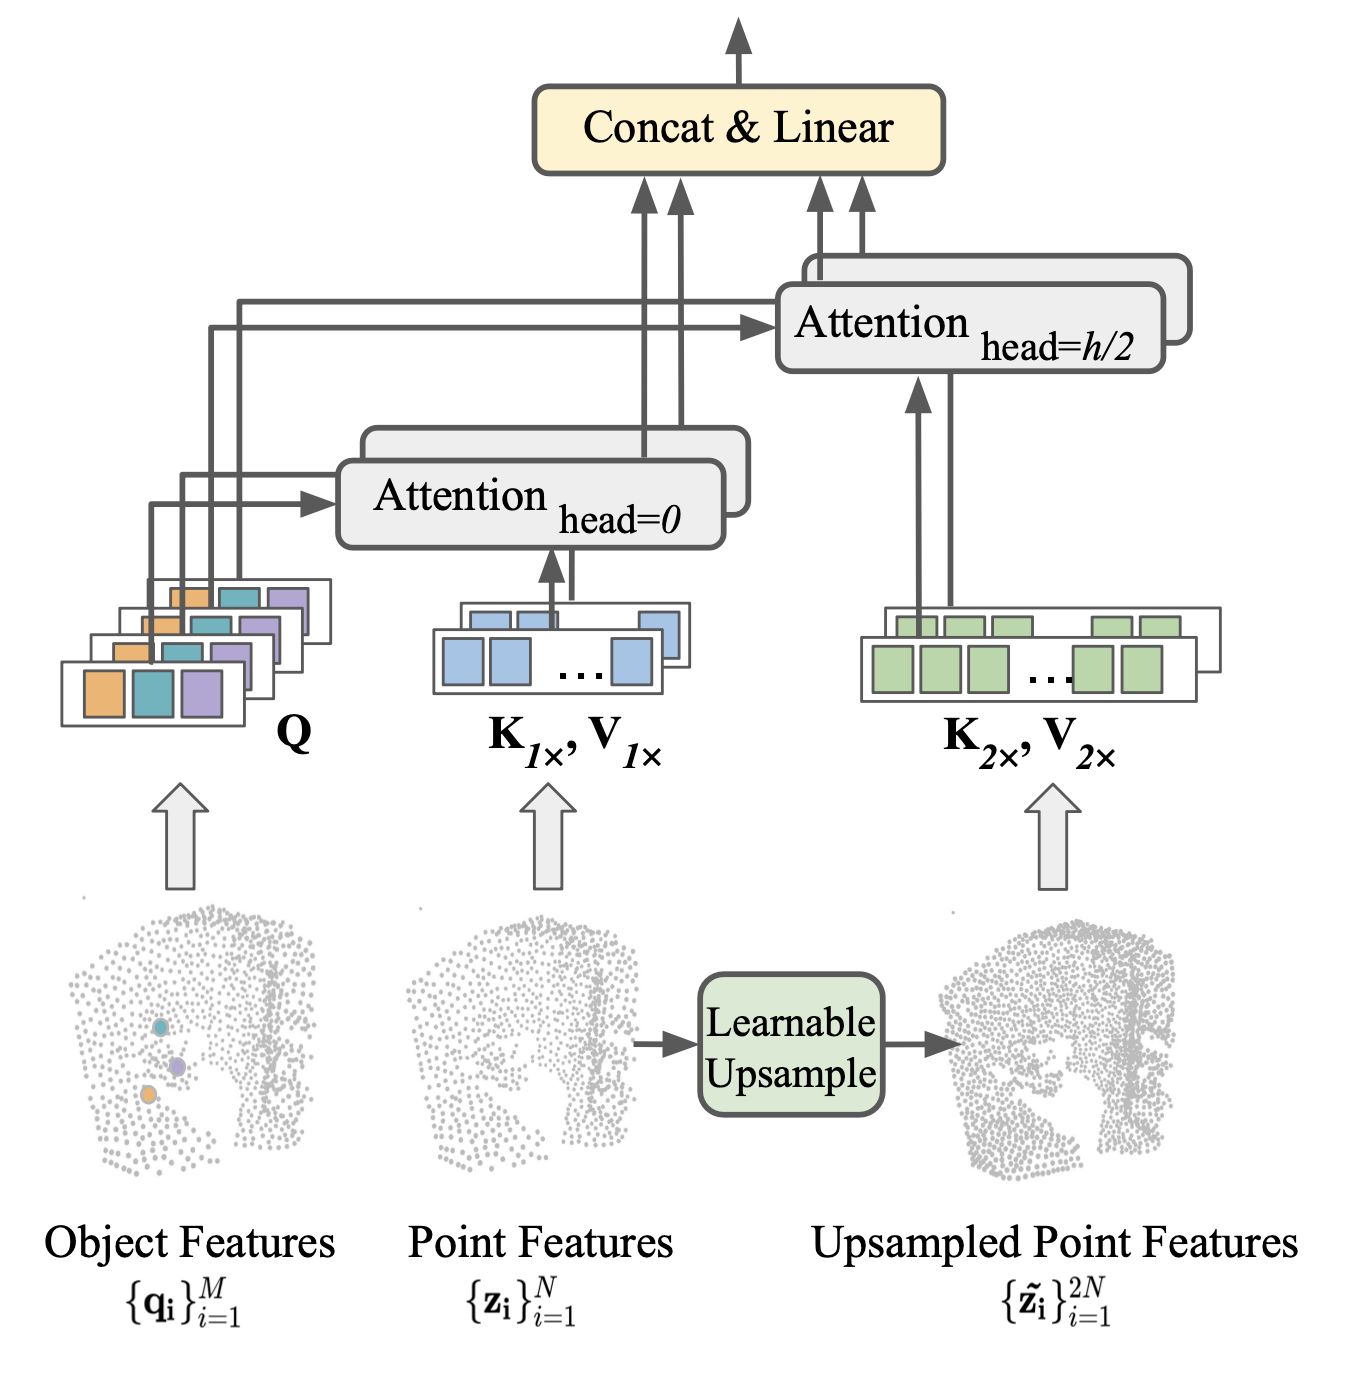 Concat & Linear
Attention head=h/2
Attention head=0
Q
K1×, V1×
K2×, V2×
...
...
Learnable
Upsample
Object Features
{qi}i=1^M
Point Features
{zi}i=1^N
Upsampled Point Features
{z̃i}i=1^2N